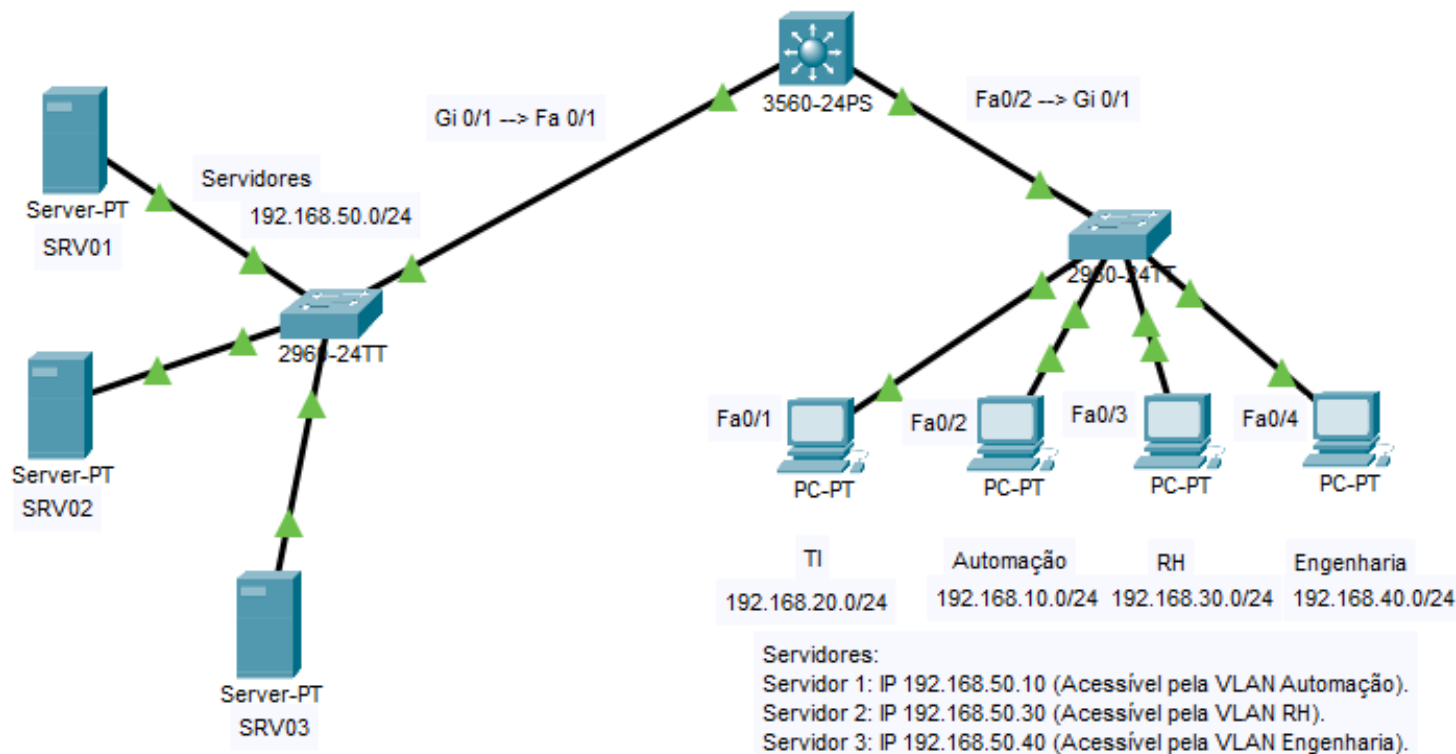 3560-24PS
Gi 0/1 --> Fa 0/1
Fa0/2 --> Gi 0/1
Servidores
192.168.50.0/24
Server-PT
SRV01
2960-24TT
2960-24TT
Server-PT
SRV02
Server-PT
SRV03
Fa0/1
Fa0/2
Fa0/3
Fa0/4
PC-PT
PC-PT
PC-PT
PC-PT
TI
Automação
RH
Engenharia
192.168.20.0/24
192.168.10.0/24
192.168.30.0/24
192.168.40.0/24
Servidores:
Servidor 1: IP 192.168.50.10 (Acessível pela VLAN Automação).
Servidor 2: IP 192.168.50.30 (Acessível pela VLAN RH).
Servidor 3: IP 192.168.50.40 (Acessível pela VLAN Engenharia).